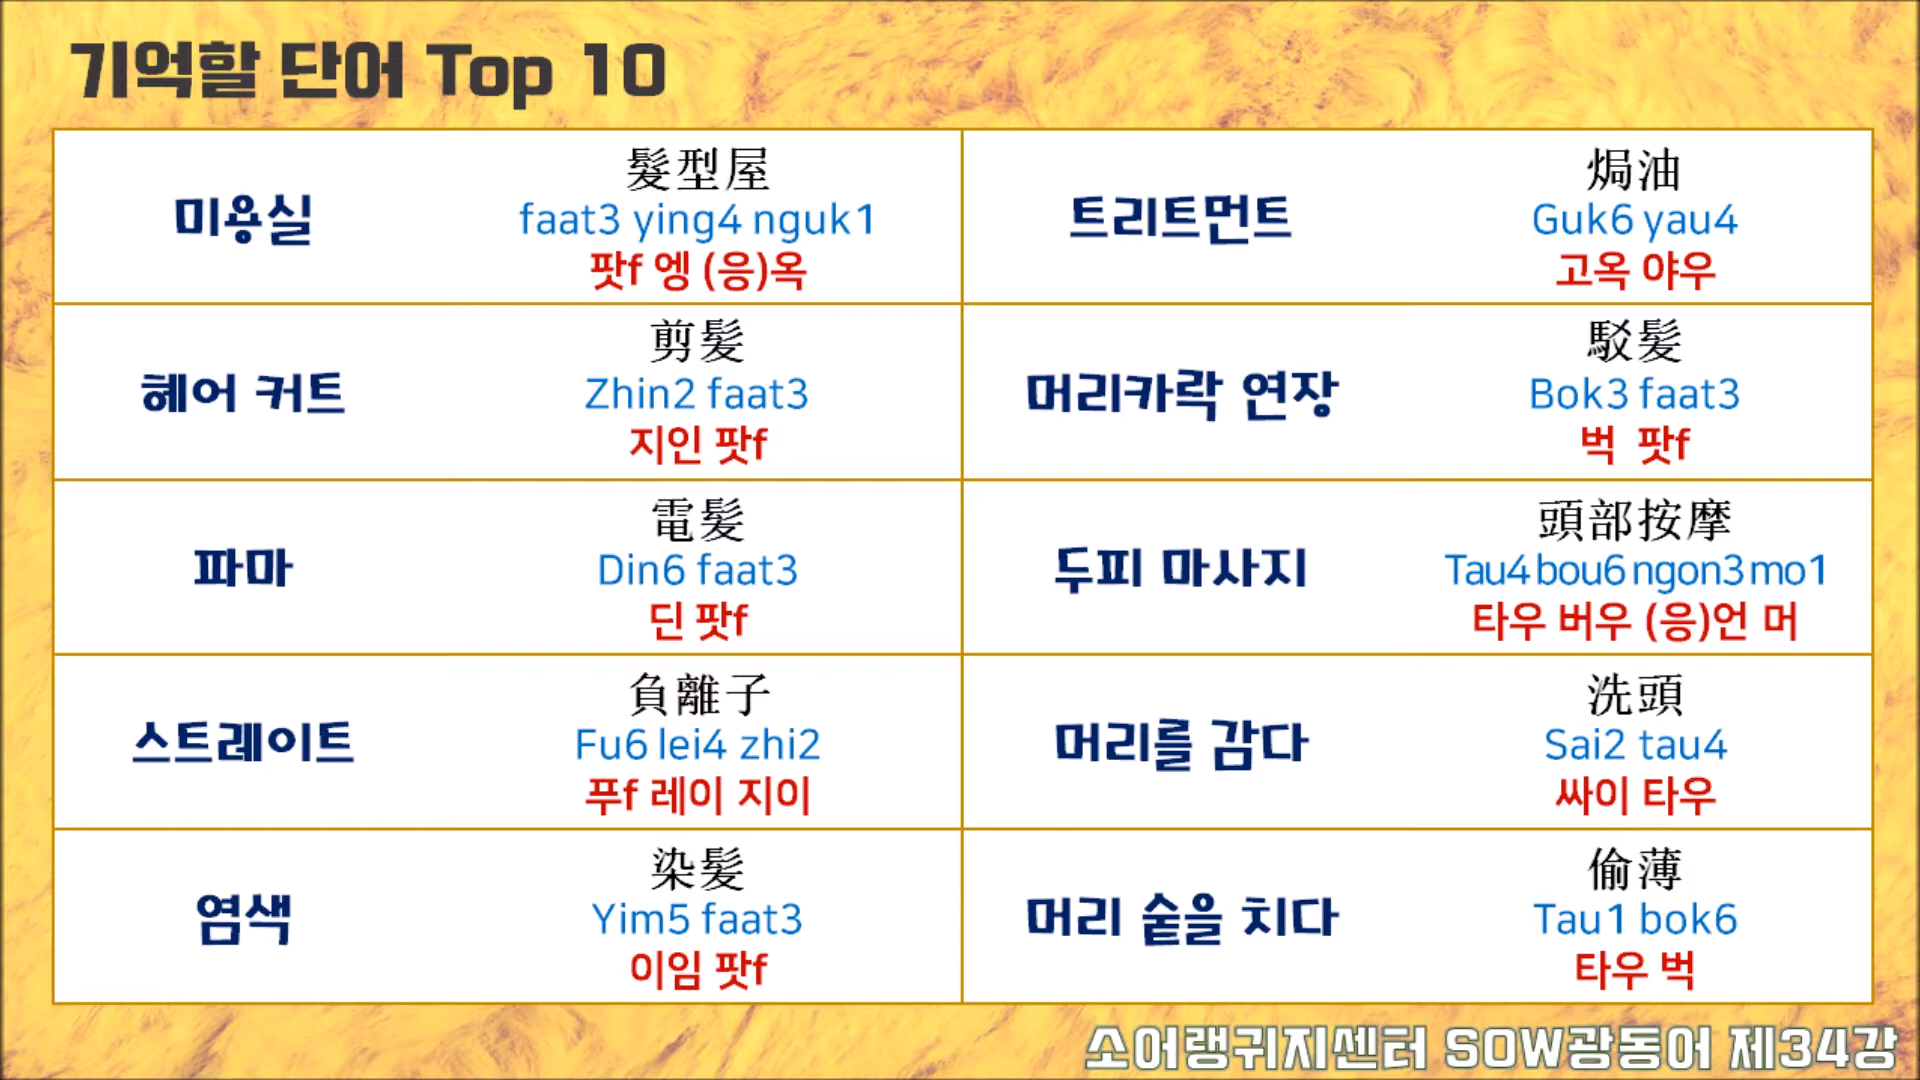 기억할 단어 Top 10
미용실
髮型屋
faat3 ying4 nguk1
팟f 엥 (응)옥
트리트먼트
焗油
Guk6 yau4
고옥 야우
헤어 커트
剪髮
Zhin2 faat3
지인 팟f
머리카락 연장
駁髮
Bok3 faat3
벅 팟f
파마
電髮
Din6 faat3
딘 팟f
두피 마사지
頭部按摩
Tau4 bou6 ngon3 mo1
타우 버우 (응)언 머
스트레이트
負離子
Fu6 lei4 zhi2
푸f 레이 지이
머리를 감다
洗頭
Sai2 tau4
싸이 타우
염색
染髮
Yim5 faat3
이임 팟f
머리 숱을 치다
偷薄
Tau1 bok6
타우 벅
소어랭귀지센터 SOW광동어 제34강